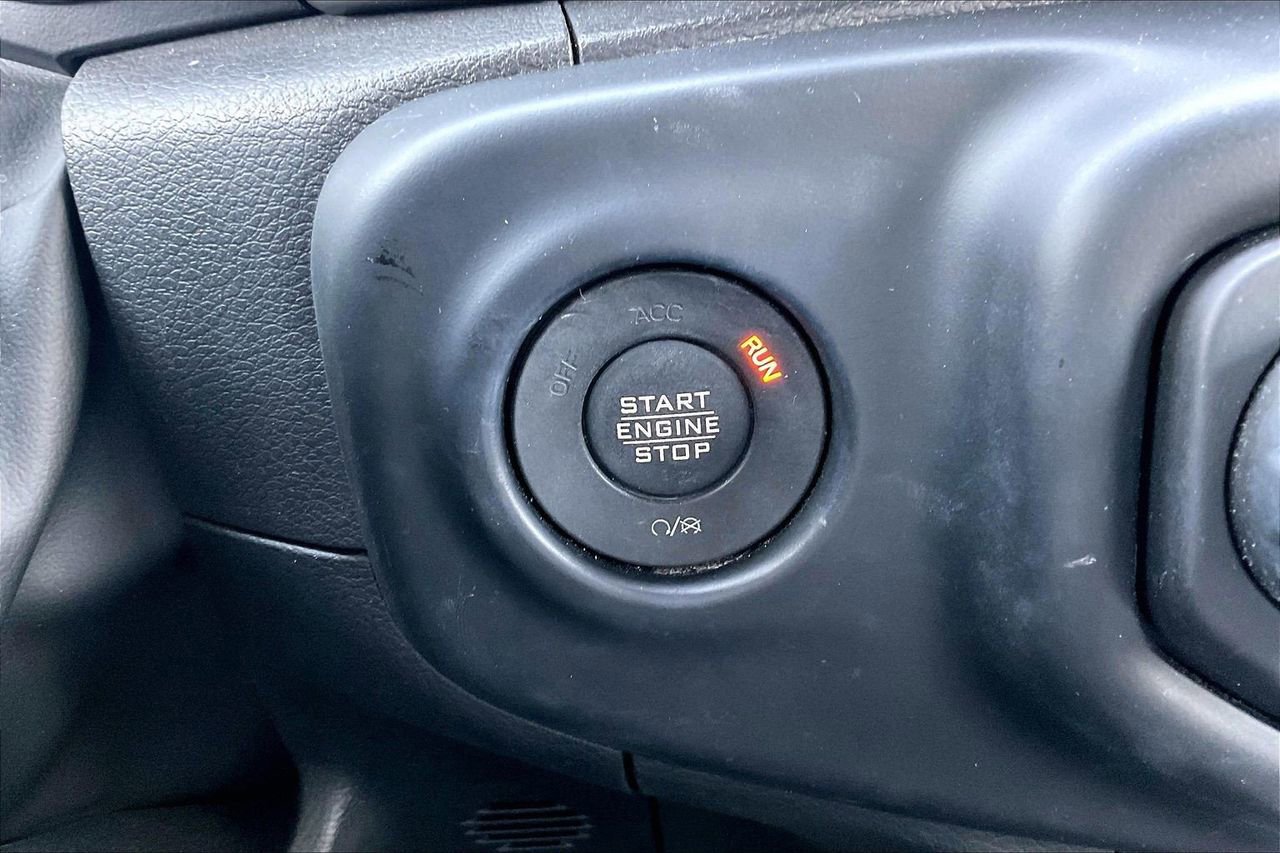 ACC
OFF
RUN
START
ENGINE
STOP